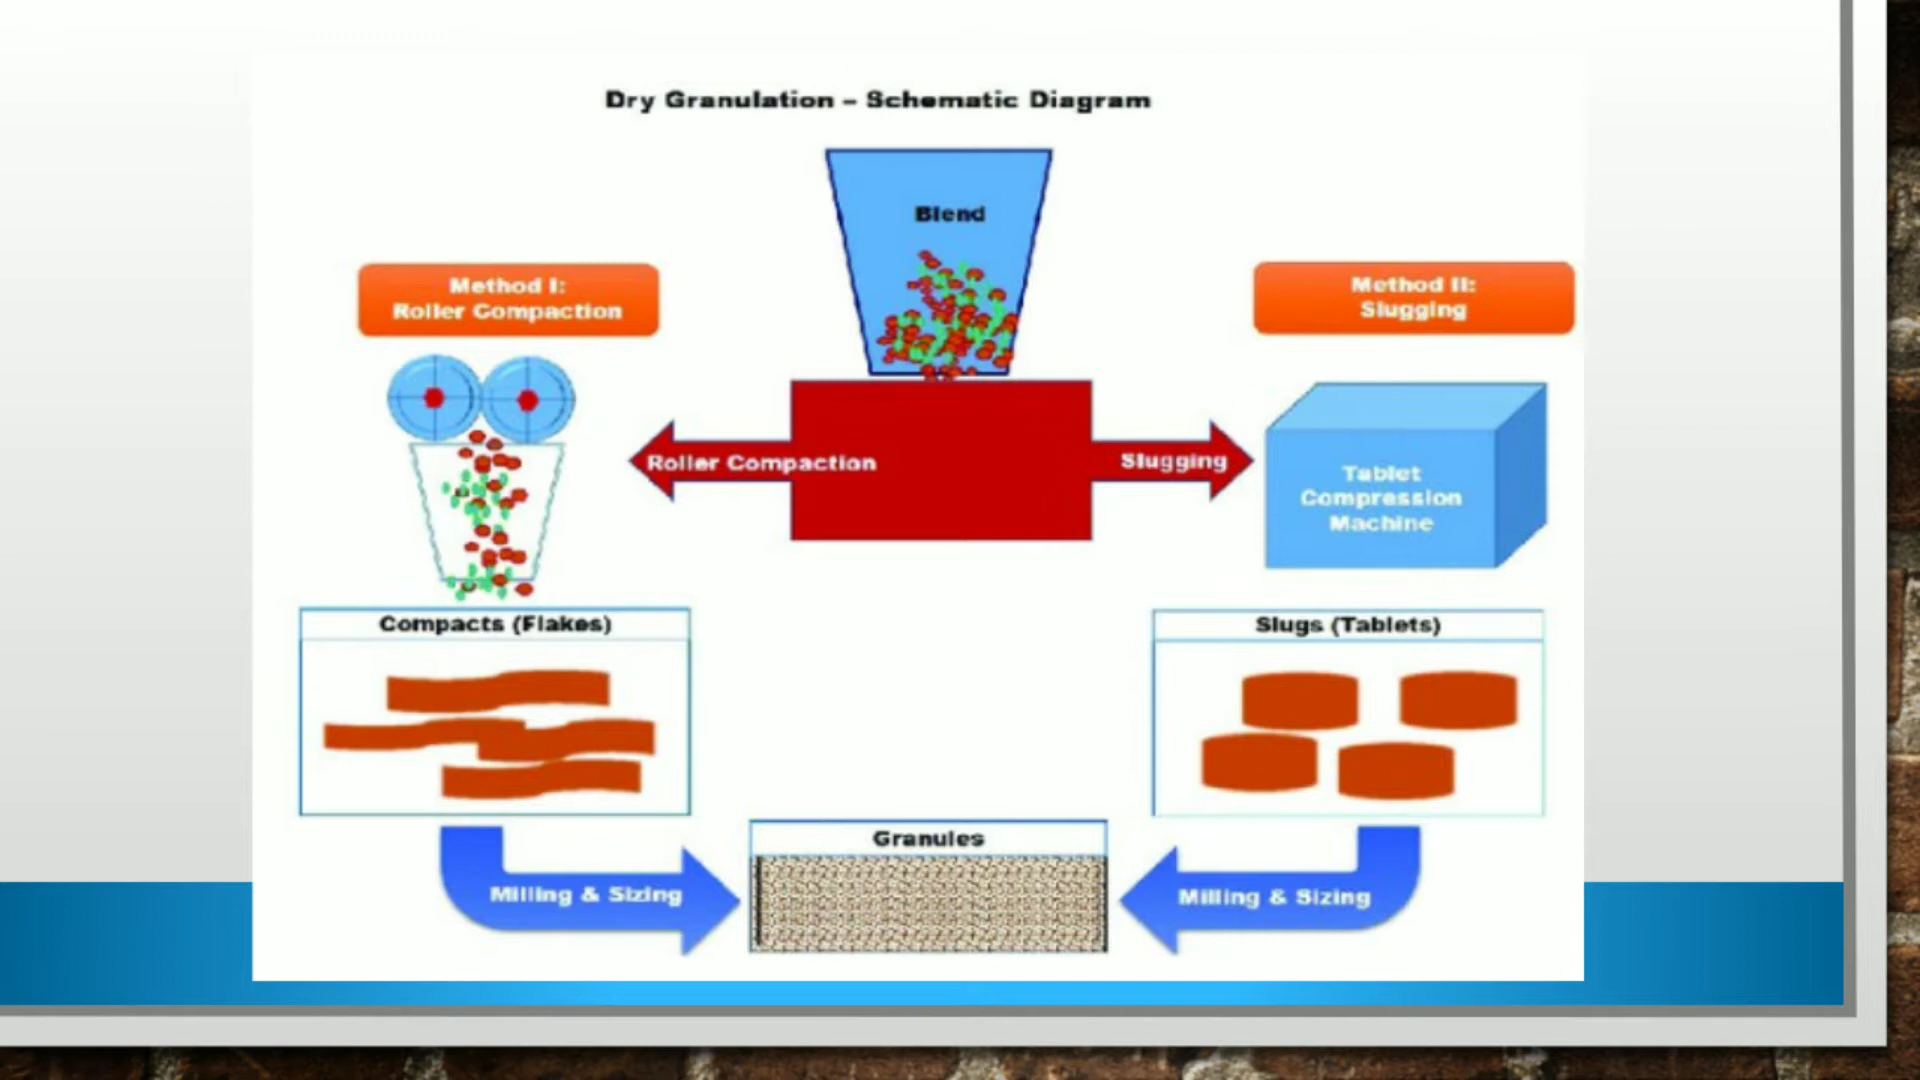 Dry Granulation – Schematic Diagram
Blend
Method I:
Roller Compaction
Method II:
Slugging
Roller Compaction
Slugging
Tablet
Compression
Machine
Compacts (Flakes)
Slugs (Tablets)
Granules
Milling & Sizing
Milling & Sizing